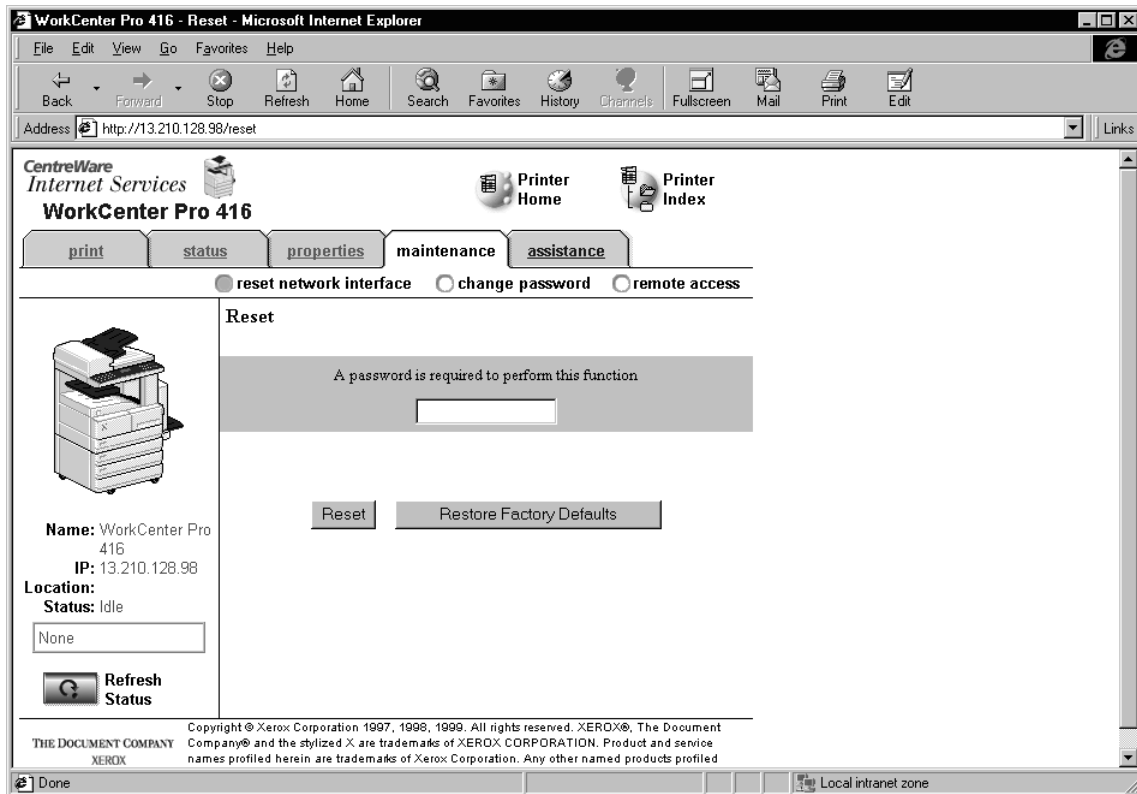 WorkCenter Pro 416 - Reset - Microsoft Internet Explorer
File Edit View Go Favorites Help
Back Forward Stop Refresh Home Search Favorites History Channels Fullscreen Mail Print Edit
Address http://13.210.128.98/reset Links
CentreWare
Internet Services
WorkCenter Pro 416
Printer Home
Printer Index
print status properties maintenance assistance
reset network interface change password remote access
Reset
A password is required to perform this function
Reset Restore Factory Defaults
Name: WorkCenter Pro
416
IP: 13.210.128.98
Location:
Status: Idle
None
Refresh
Status
THE DOCUMENT COMPANY
XEROX
Copyright © Xerox Corporation 1997, 1998, 1999. All rights reserved. XEROX®, The Document
Company® and the stylized X are trademarks of XEROX CORPORATION. Product and service
names profiled herein are trademarks of Xerox Corporation. Any other named products profiled
Done Local intranet zone